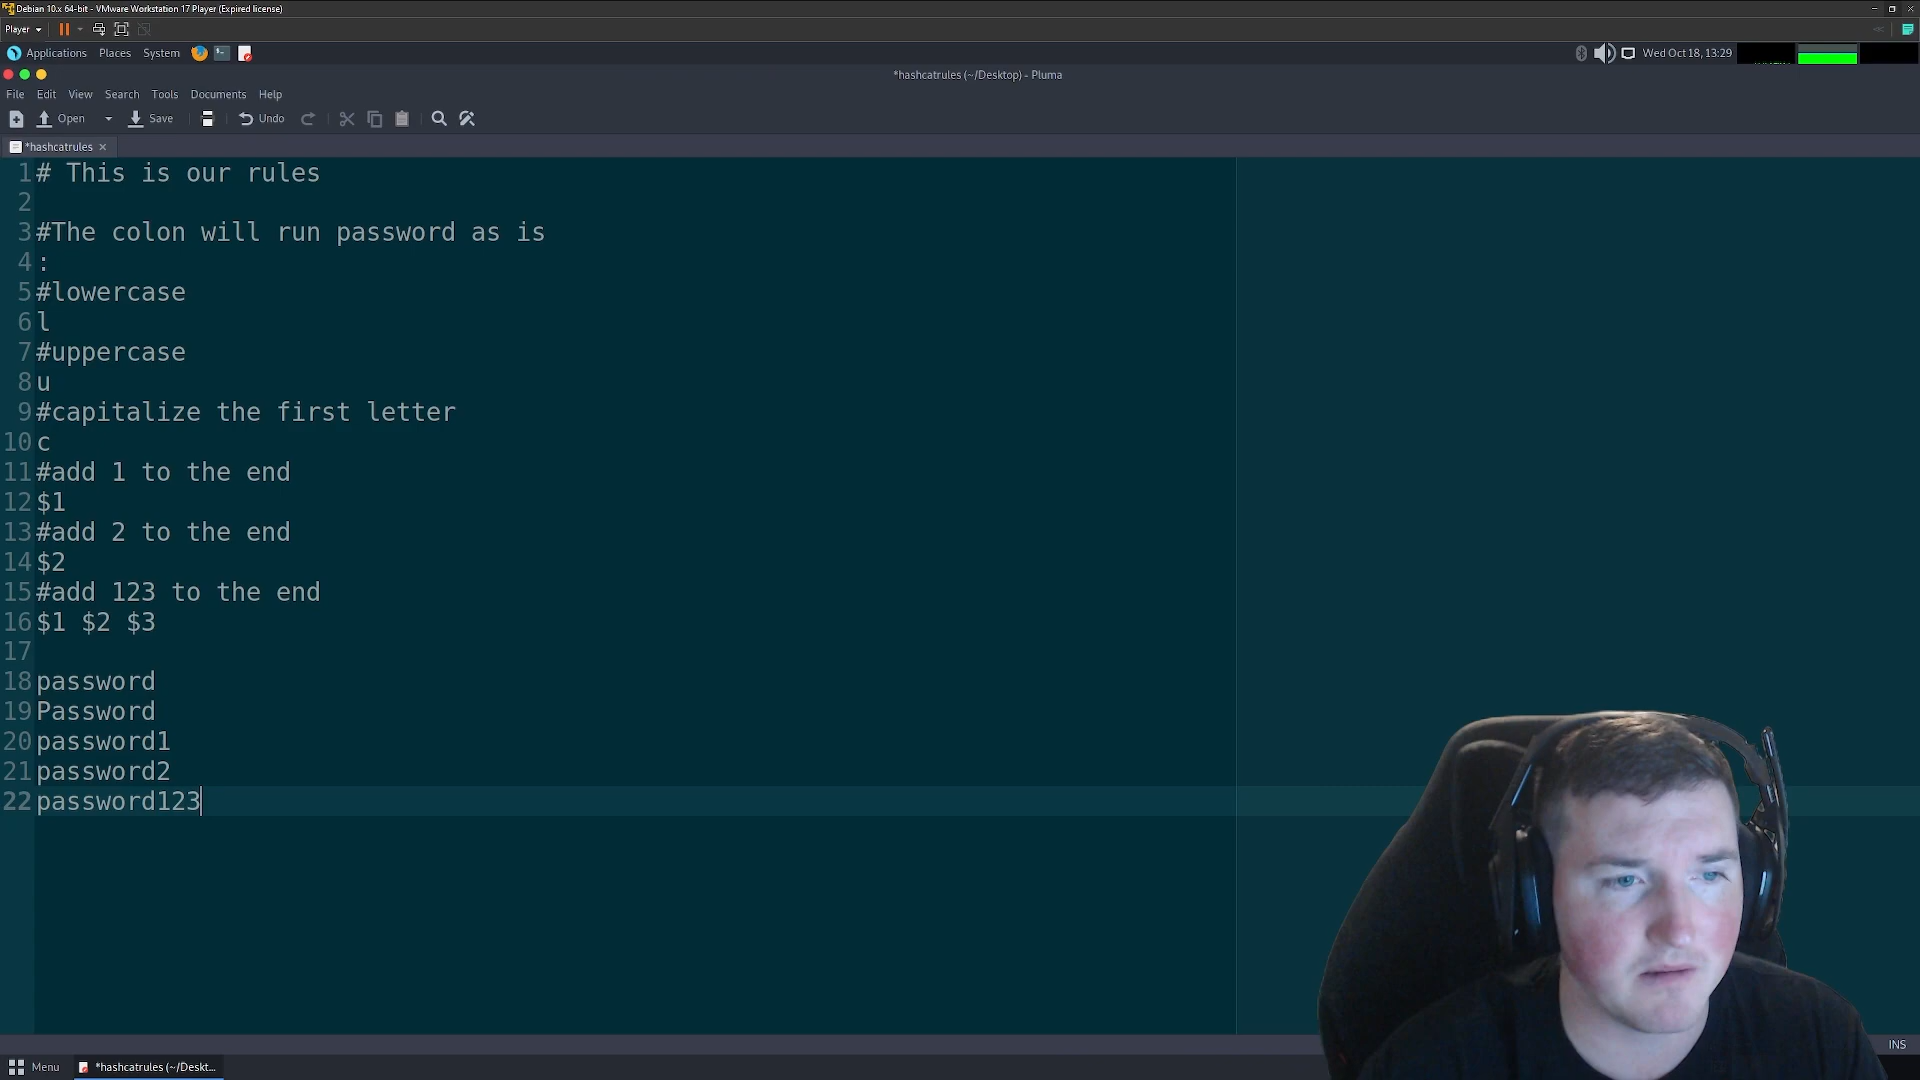 Debian 10.x 64-bit - VMware Workstation 17 Player (Expired license)
Player
Applications Places System Wed Oct 18, 13:29
*hashcatrules (~/Desktop) - Pluma
File Edit View Search Tools Documents Help
Open Save Undo
*hashcatrules
1 # This is our rules
2
3 #The colon will run password as is
4 :
5 #lowercase
6 l
7 #uppercase
8 u
9 #capitalize the first letter
10 c
11 #add 1 to the end
12 $1
13 #add 2 to the end
14 $2
15 #add 123 to the end
16 $1 $2 $3
17
18 password
19 Password
20 password1
21 password2
22 password123
INS
Menu *hashcatrules (~/Deskt...